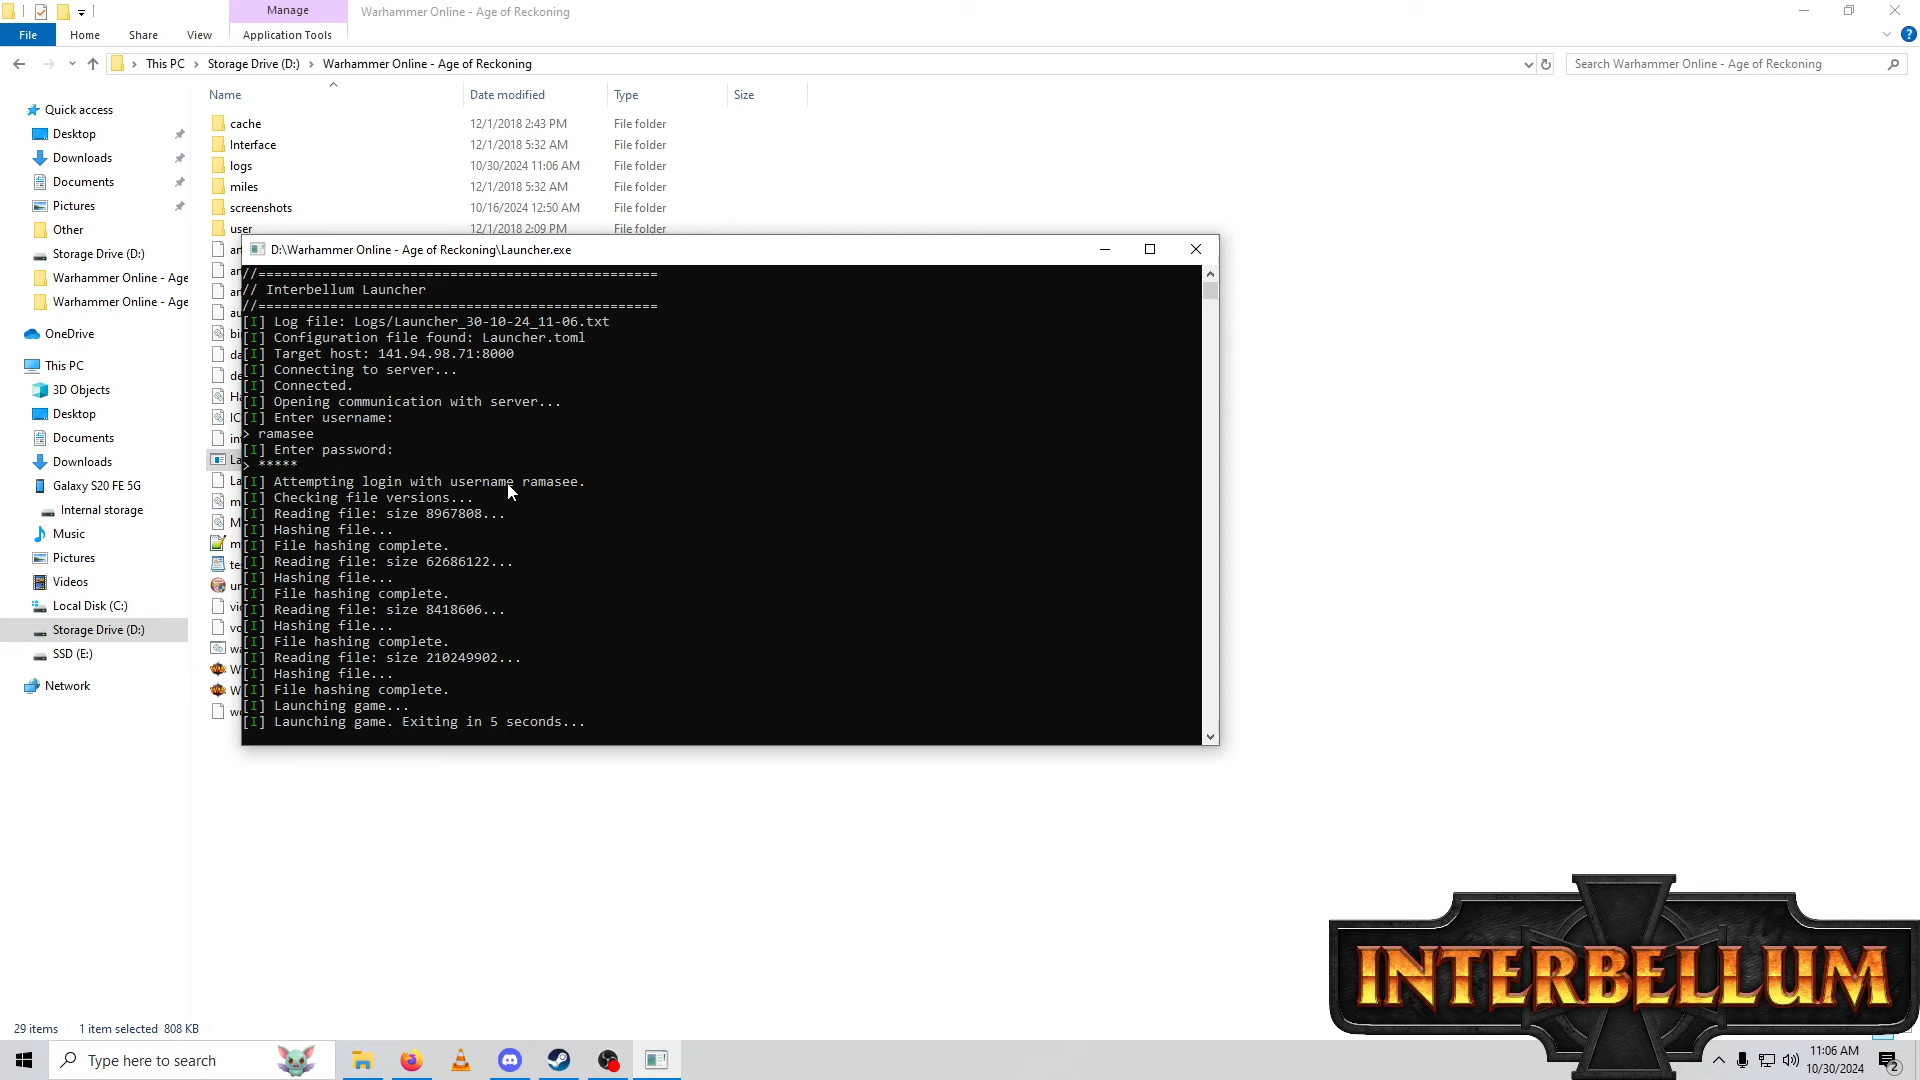 Manage
Warhammer Online - Age of Reckoning
File
Home
Share
View
Application Tools
This PC
Storage Drive (D:)
Warhammer Online - Age of Reckoning
Search Warhammer Online - Age of Reckoning
Name
Date modified
Type
Size
Quick access
Desktop
Downloads
Documents
Pictures
Other
Storage Drive (D:)
Warhammer Online - Age
Warhammer Online - Age
OneDrive
This PC
3D Objects
Desktop
Documents
Downloads
Galaxy S20 FE 5G
Internal storage
Music
Pictures
Videos
Local Disk (C:)
Storage Drive (D:)
SSD (E:)
Network
cache 12/1/2018 2:43 PM File folder
Interface 12/1/2018 5:32 AM File folder
logs 10/30/2024 11:06 AM File folder
miles 12/1/2018 5:32 AM File folder
screenshots 10/16/2024 12:50 AM File folder
user 12/1/2018 2:09 PM File folder
D:\Warhammer Online - Age of Reckoning\Launcher.exe
//==================================================
// Interbellum Launcher
//==================================================
[I] Log file: Logs/Launcher_30-10-24_11-06.txt
[I] Configuration file found: Launcher.toml
[I] Target host: 141.94.98.71:8000
[I] Connecting to server...
[I] Connected.
[I] Opening communication with server...
[I] Enter username:
> ramasee
[I] Enter password:
> *****
[I] Attempting login with username ramasee.
[I] Checking file versions...
[I] Reading file: size 8967808...
[I] Hashing file...
[I] File hashing complete.
[I] Reading file: size 62686122...
[I] Hashing file...
[I] File hashing complete.
[I] Reading file: size 8418606...
[I] Hashing file...
[I] File hashing complete.
[I] Reading file: size 210249902...
[I] Hashing file...
[I] File hashing complete.
[I] Launching game...
[I] Launching game. Exiting in 5 seconds...
INTERBELLUM
29 items 1 item selected 808 KB
Type here to search
11:06 AM
10/30/2024
2